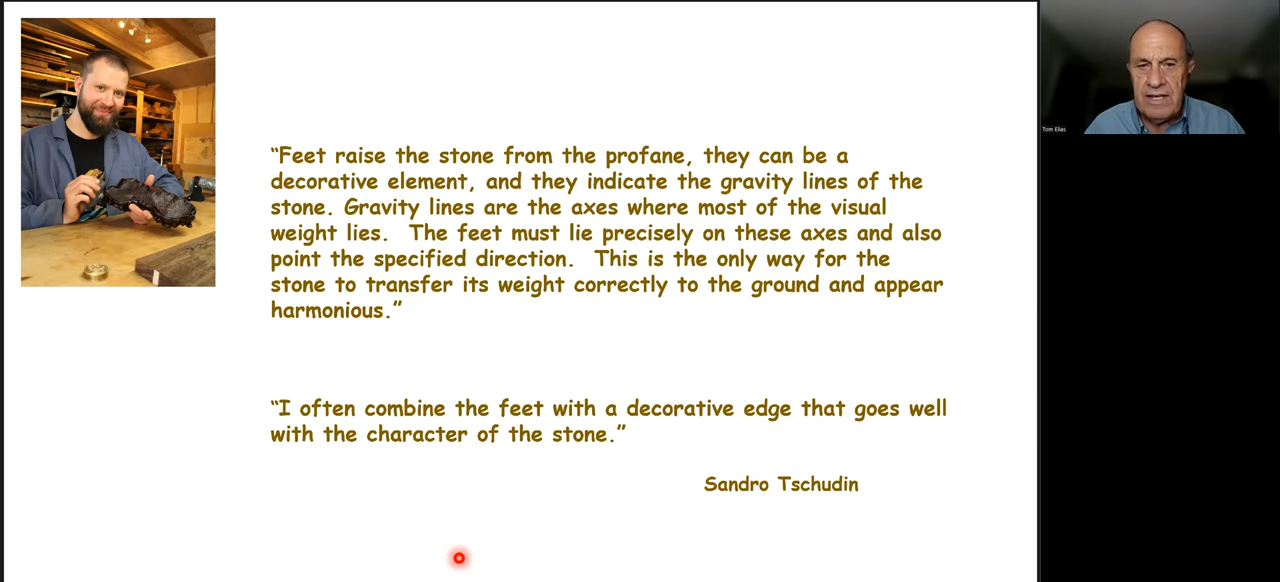 “Feet raise the stone from the profane, they can be a
decorative element, and they indicate the gravity lines of the
stone. Gravity lines are the axes where most of the visual
weight lies.  The feet must lie precisely on these axes and also
point the specified direction.  This is the only way for the
stone to transfer its weight correctly to the ground and appear
harmonious.”
“I often combine the feet with a decorative edge that goes well
with the character of the stone.”
Sandro Tschudin
Tom Elias